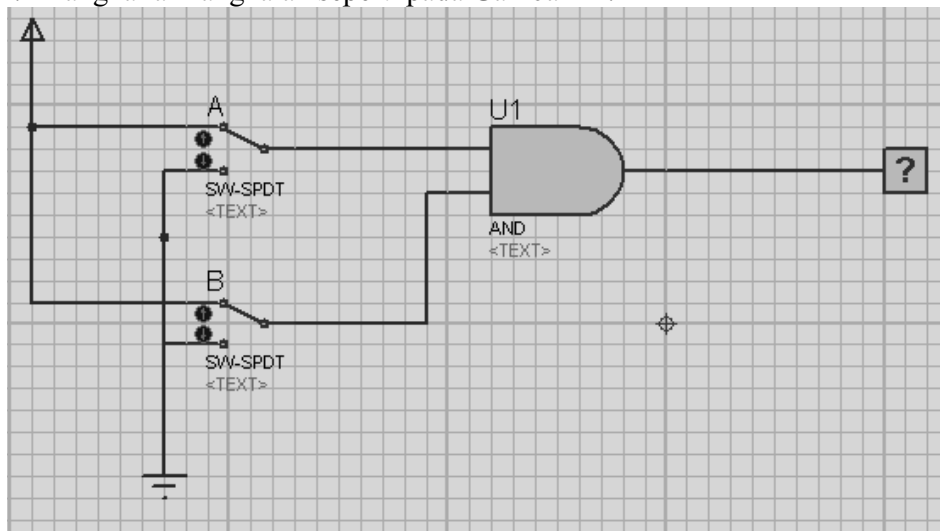 A
U1
SW-SPDT
<TEXT>
AND
<TEXT>
?
B
SW-SPDT
<TEXT>